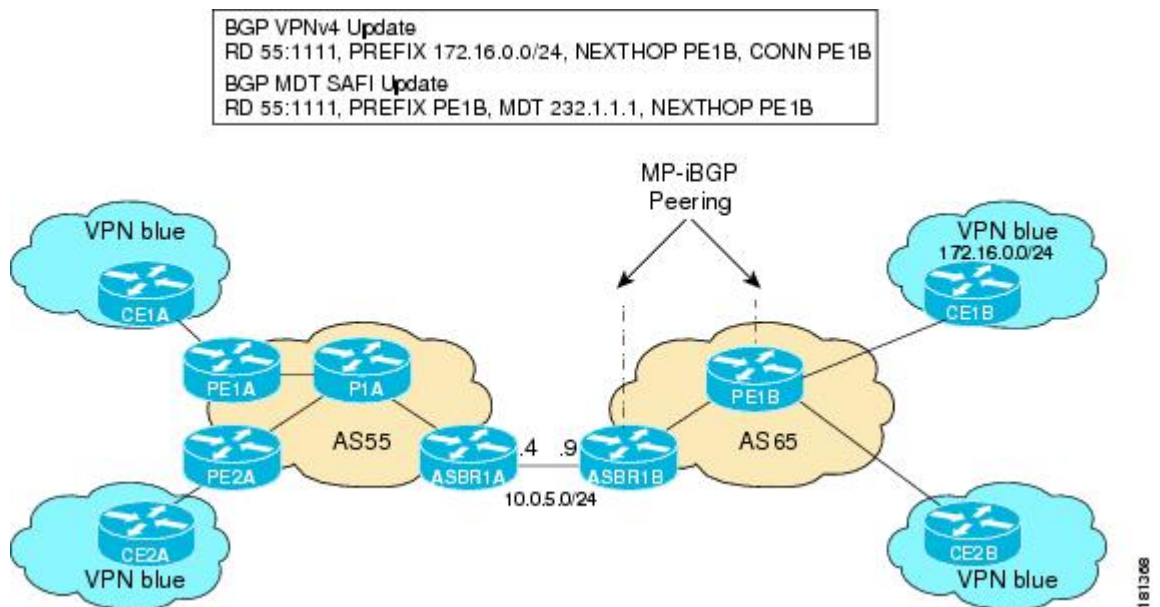 BGP VPNv4 Update
RD 55:1111, PREFIX 172.16.0.0/24, NEXTHOP PE1B, CONN PE1B
BGP MDT SAFI Update
RD 55:1111, PREFIX PE1B, MDT 232.1.1.1, NEXTHOP PE1B
MP-iBGP
Peering
VPN blue
CE1A
VPN blue
172.16.0.0/24
CE1B
PE1A
P1A
PE1B
AS55
AS65
PE2A
ASBR1A
.4
.9
ASBR1B
10.0.5.0/24
CE2A
VPN blue
CE2B
VPN blue
181368